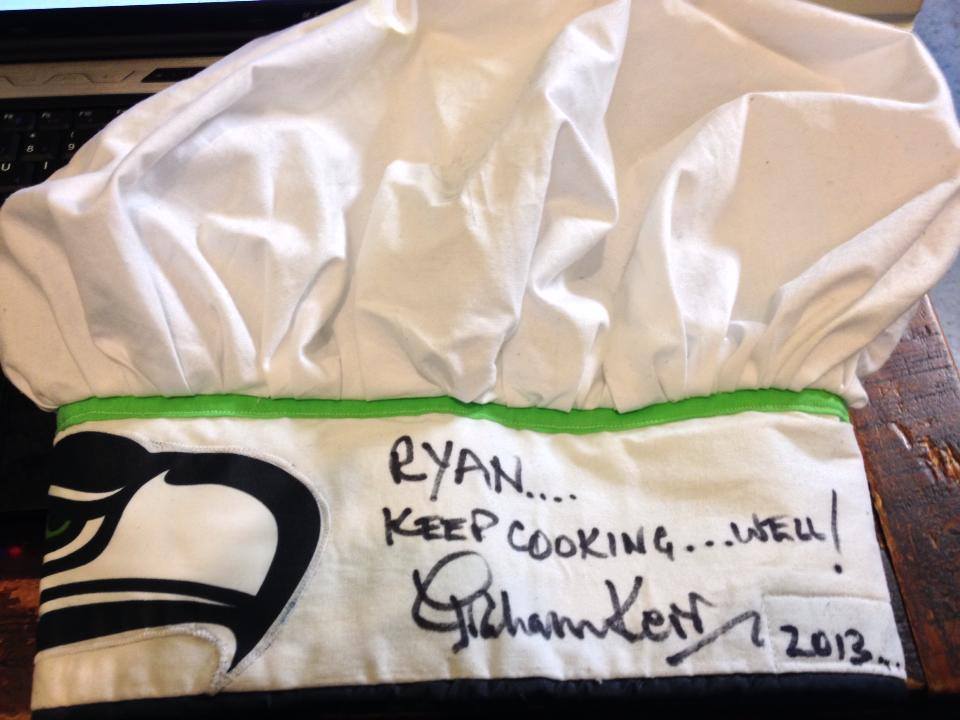 RYAN....
KEEP COOKING...WELL!
Graham Kerr
2013...